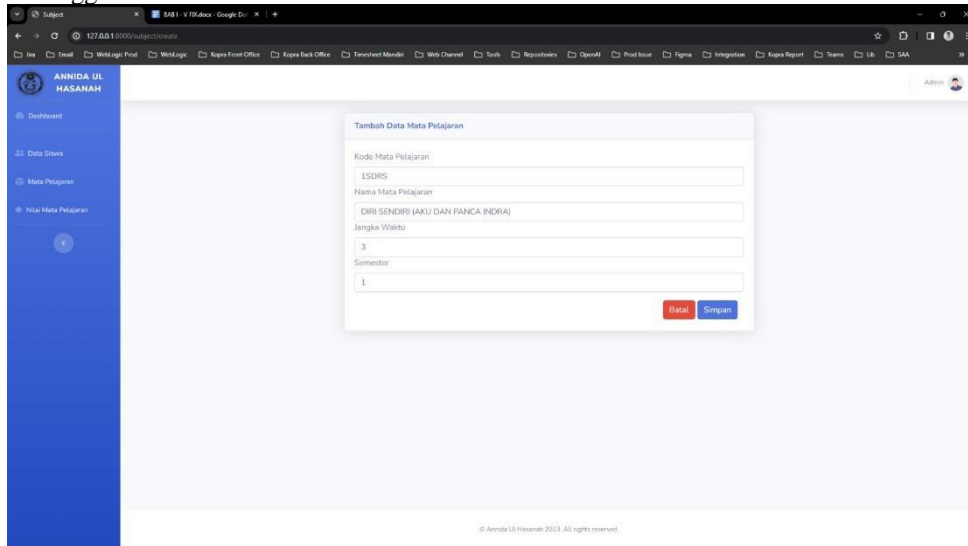 Subject
BAB I - V FIX.docx - Google Do
127.0.0.1:8000/subject/create
Jira Email WebLogic Prod WebLogic Kopra Front Office Kopra Back Office Timesheet Mandiri Web Channel Tools Repositories OpenAI Prod Issue Figma Integration Kopra Report Teams Lib SAA
ANNIDA UL
HASANAH
Admin
Dashboard
Data Siswa
Mata Pelajaran
Nilai Mata Pelajaran
Tambah Data Mata Pelajaran
Kode Mata Pelajaran
1SDRS
Nama Mata Pelajaran
DIRI SENDIRI (AKU DAN PANCA INDRA)
Jangka Waktu
3
Semester
1
Batal Simpan
© Annida Ul Hasanah 2023. All rights reserved.